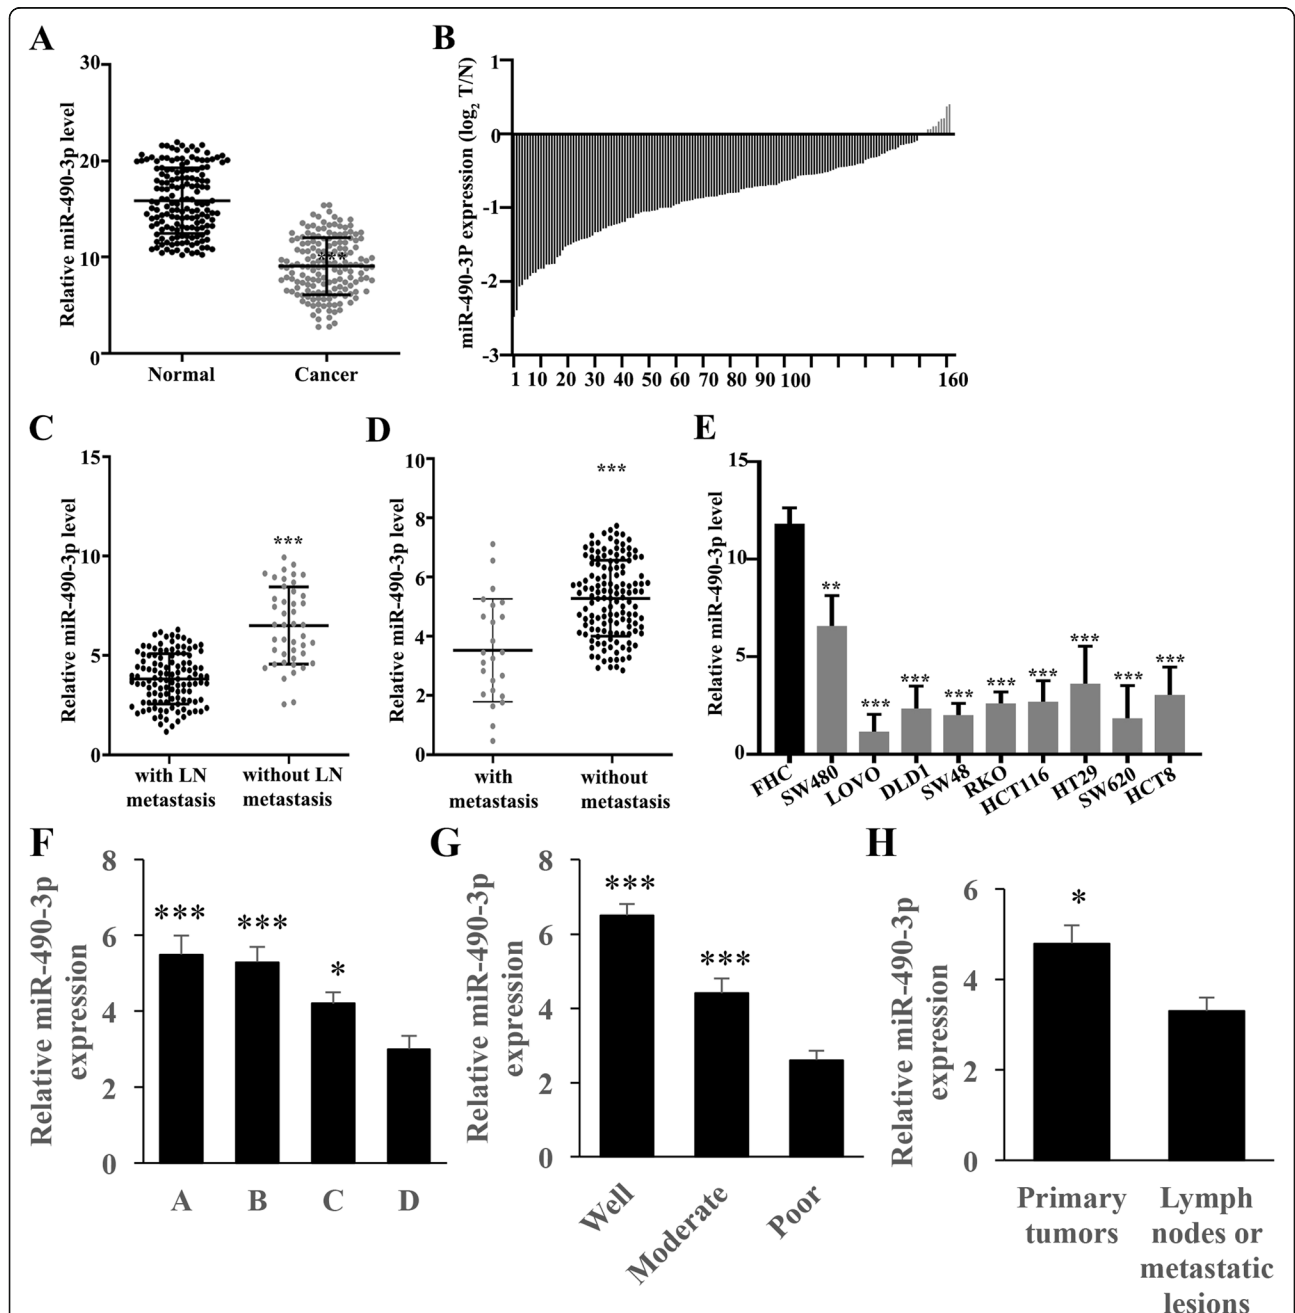 A
Relative miR-490-3p level
30
20
10
0
***
Normal
Cancer
B
miR-490-3P expression (log2 T/N)
1
0
-1
-2
-3
1 10 20 30 40 50 60 70 80 90 100 160
C
Relative miR-490-3p level
15
10
5
0
***
with LN
metastasis
without LN
metastasis
D
Relative miR-490-3p level
10
8
6
4
2
0
***
with
metastasis
without
metastasis
E
Relative miR-490-3p level
15
10
5
0
**
***
***
***
***
***
***
***
***
FHC
SW480
LOVO
DLD1
SW48
RKO
HCT116
HT29
SW620
HCT8
F
Relative miR-490-3p
expression
8
6
4
2
0
***
***
*
A
B
C
D
G
Relative miR-490-3p
expression
8
6
4
2
0
***
***
Well
Moderate
Poor
H
Relative miR-490-3p
expression
6
4
2
0
*
Primary
tumors
Lymph
nodes or
metastatic
lesions